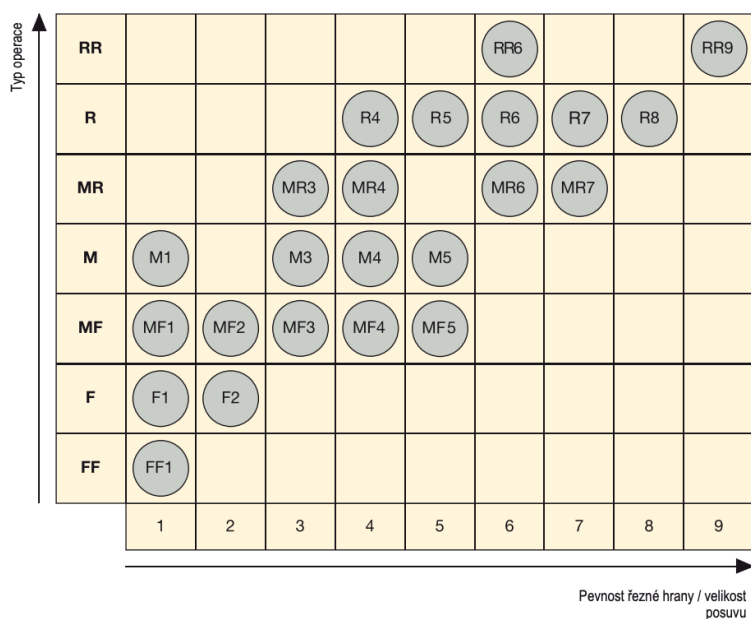 Typ operace
RR RR6 RR9
R R4 R5 R6 R7 R8
MR MR3 MR4 MR6 MR7
M M1 M3 M4 M5
MF MF1 MF2 MF3 MF4 MF5
F F1 F2
FF FF1
1 2 3 4 5 6 7 8 9
Pevnost řezné hrany / velikost
posuvu